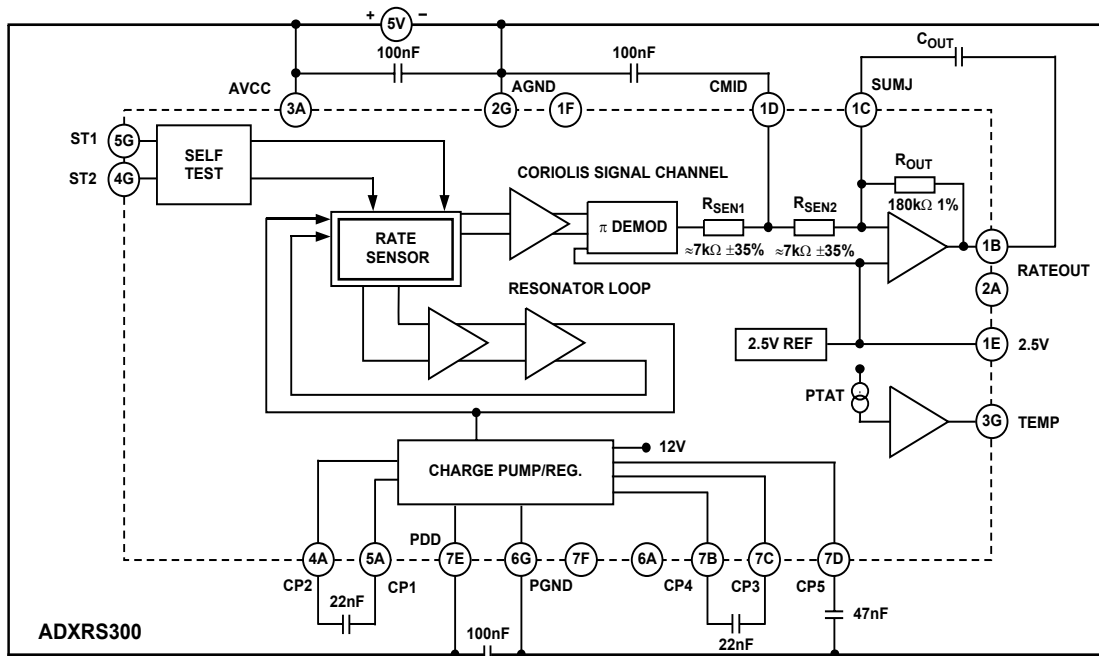 + 5V –
100nF
100nF
COUT
AVCC
AGND
CMID
SUMJ
3A
2G
1F
1D
1C
ST1
5G
ST2
4G
SELF
TEST
CORIOLIS SIGNAL CHANNEL
ROUT
180kΩ 1%
RSEN1
RSEN2
π DEMOD
≈7kΩ ±35%
≈7kΩ ±35%
RATE
SENSOR
1B
RATEOUT
2A
RESONATOR LOOP
2.5V REF
1E
2.5V
PTAT
3G
TEMP
12V
CHARGE PUMP/REG.
PDD
4A
5A
7E
6G
7F
6A
7B
7C
7D
CP2
CP1
PGND
CP4
CP3
CP5
22nF
47nF
ADXRS300
100nF
22nF